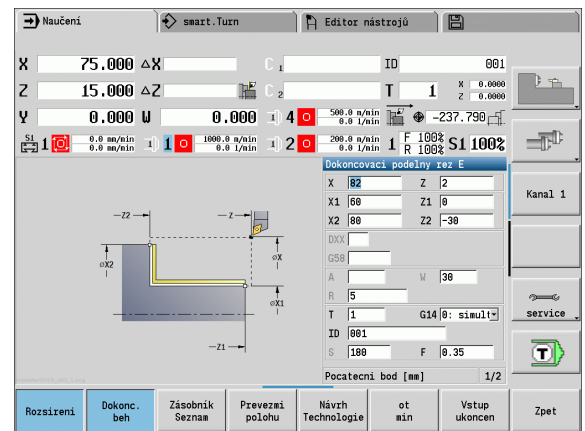 Naučení smart.Turn Editor nástrojú
X 75.000 △X C 1 ID 001
Z 15.000 △Z C 2 T 1 X 0.0000 Z 0.0000
Y 0.000 W 0.000 4 500.0 m/min 0.0 1/min -237.790
S1 1 0.0 mm/min 0.0 mm/min 1 1000.0 m/min 0.0 1/min 2 200.0 m/min 0.0 1/min 1 F 100% R 100% S1 100%
Dokoncovaci podelny rez E
X 82 Z 2
X1 60 Z1 0
X2 80 Z2 -30
DXX
G58
A W 30
R 5
T 1 G14 0: simult
ID 001
S 180 F 0.35
Pocatecni bod [mm] 1/2
-Z2 -Z
øX
øX2
øX1
-Z1
Kanal 1
service
T
Rozsireni Dokonc. beh Zásobník Seznam Prevezmi polohu Návrh Technologie ot min Vstup ukoncen Zpet